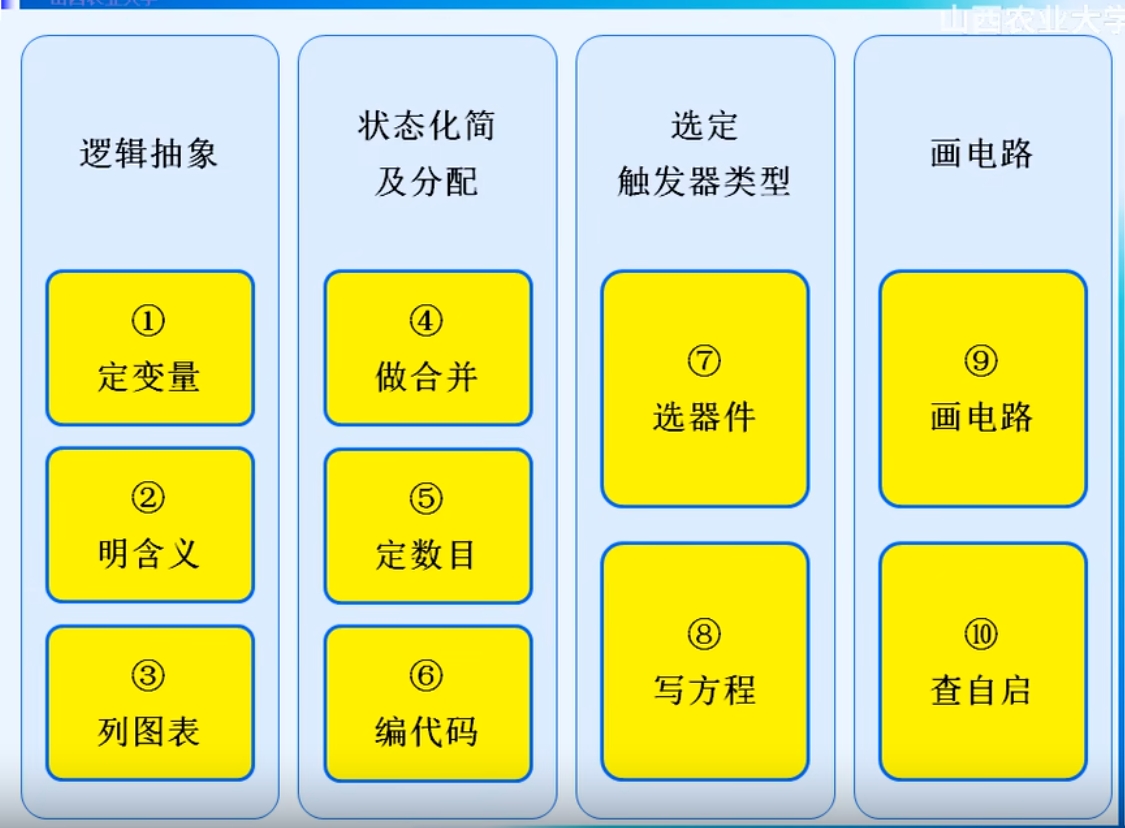 山西农业大学
逻辑抽象
①
定变量
②
明含义
③
列图表
状态化简
及分配
④
做合并
⑤
定数目
⑥
编代码
选定
触发器类型
⑦
选器件
⑧
写方程
画电路
⑨
画电路
⑩
查自启